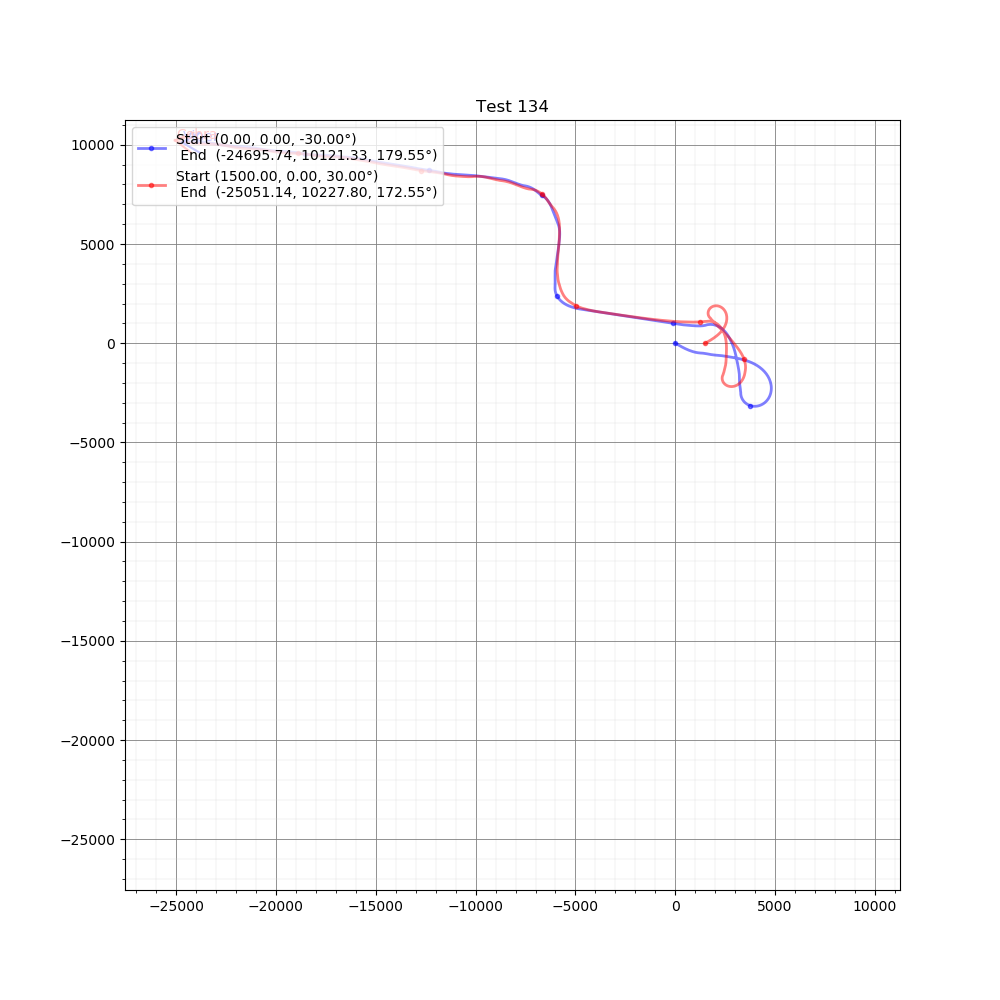 Test 134
Start (0.00, 0.00, -30.00°)
End (-24695.74, 10121.33, 179.55°)
Start (1500.00, 0.00, 30.00°)
End (-25051.14, 10227.80, 172.55°)
10000
5000
0
−5000
−10000
−15000
−20000
−25000
−25000 −20000 −15000 −10000 −5000 0 5000 10000